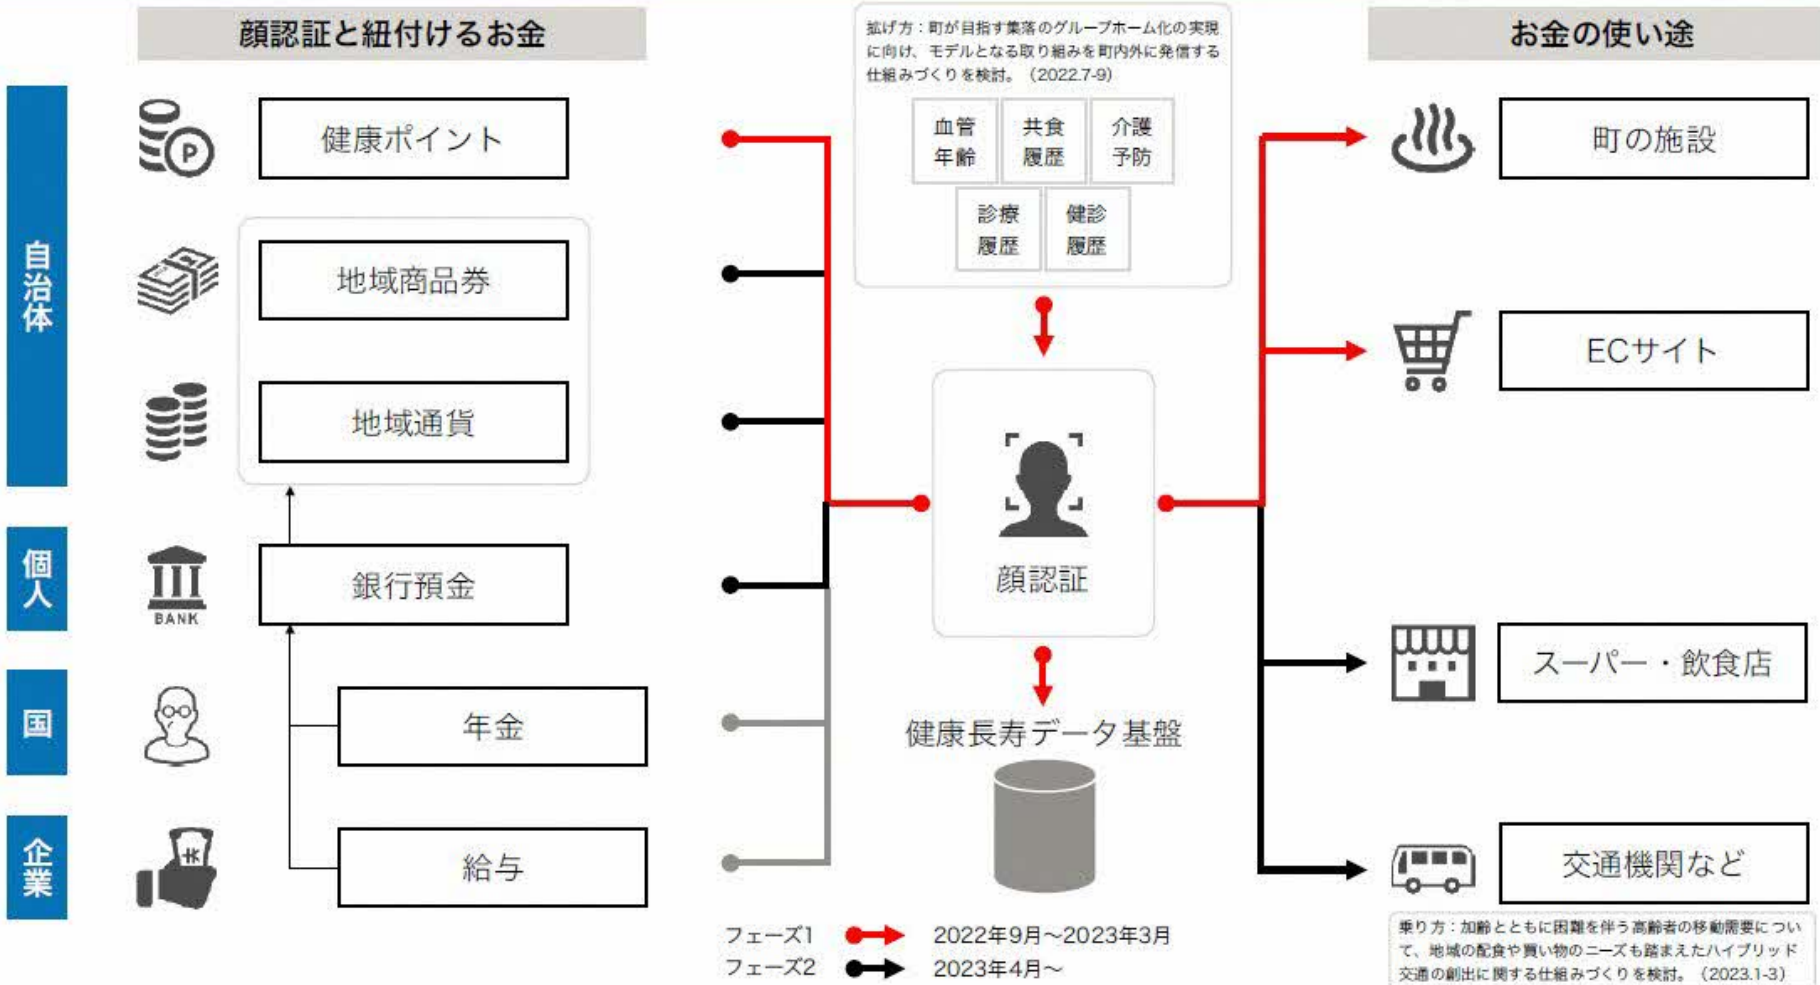 顔認証と紐付けるお金
拡げ方：町が目指す集落のグループホーム化の実現
に向け、モデルとなる取り組みを町内外に発信する
仕組みづくりを検討。（2022.7-9）
お金の使い途
自治体
P
健康ポイント
地域商品券
地域通貨
個人
BANK
銀行預金
国
年金
企業
給与
血管
年齢
共食
履歴
介護
予防
診療
履歴
健診
履歴
顔認証
健康長寿データ基盤
町の施設
ECサイト
スーパー・飲食店
交通機関など
乗り方：加齢とともに困難を伴う高齢者の移動需要につい
て、地域の配食や買い物のニーズも踏まえたハイブリッド
交通の創出に関する仕組みづくりを検討。（2023.1-3）
フェーズ1 2022年9月～2023年3月
フェーズ2 2023年4月～